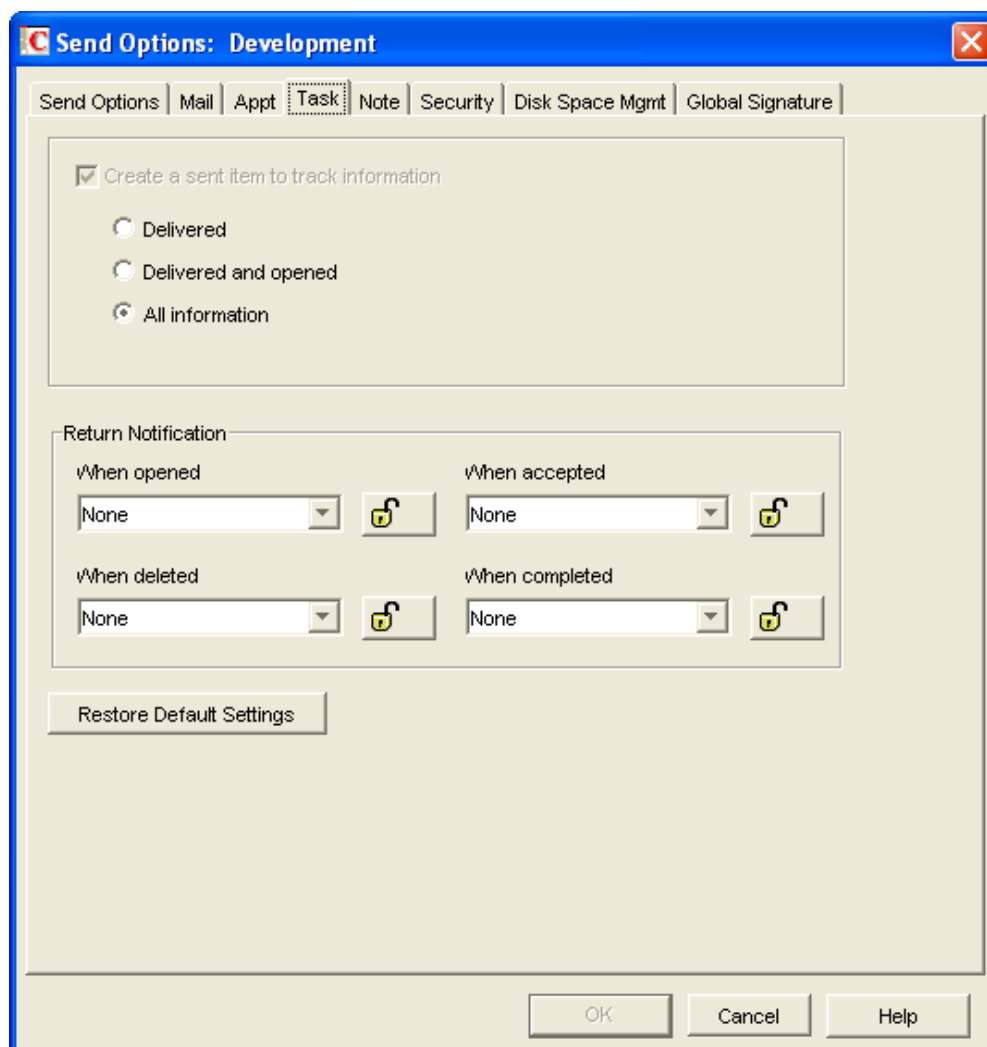 C Send Options: Development
Send Options Mail Appt Task Note Security Disk Space Mgmt Global Signature
Create a sent item to track information
Delivered
Delivered and opened
All information
Return Notification
When opened When accepted
None None
When deleted When completed
None None
Restore Default Settings
OK Cancel Help